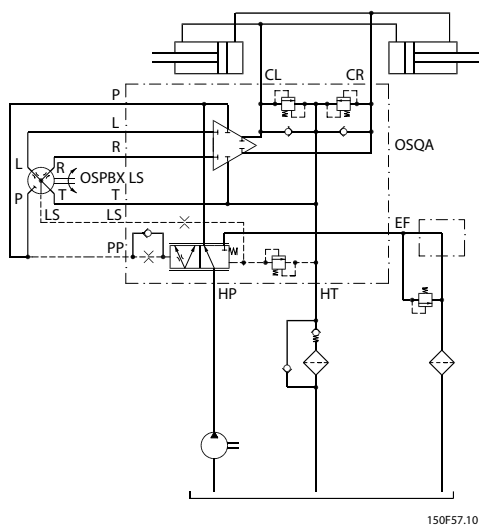 CL CR
P
L
OSQA
R
L R OSPBX LS
P T T
LS LS
EF
PP
HP HT
150F57.10